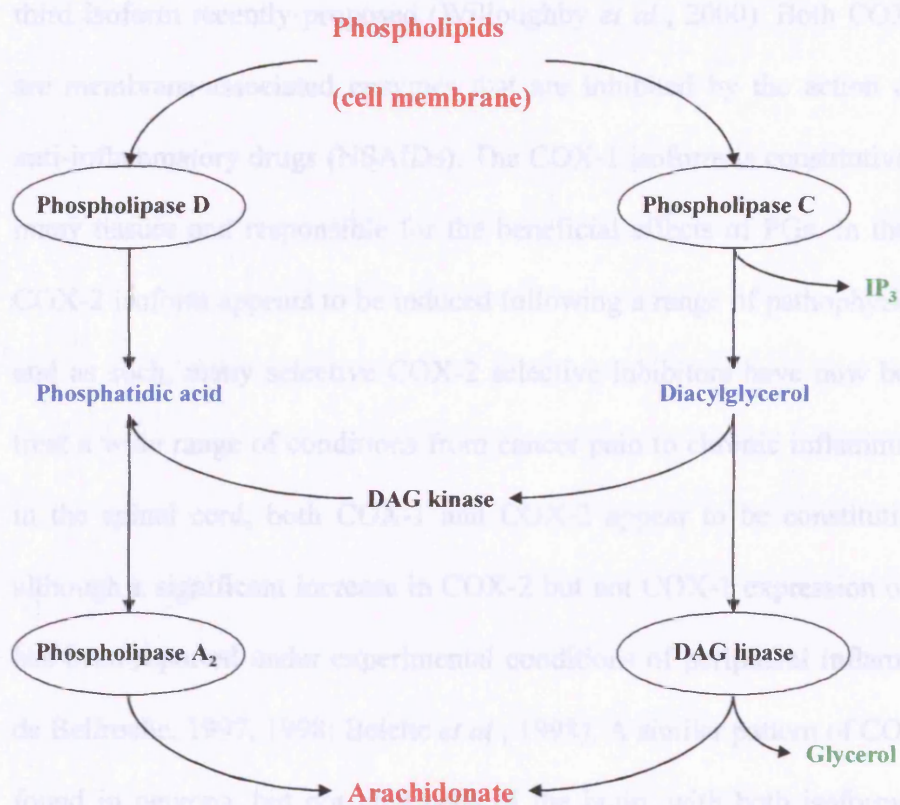 third isoform recently proposed (Willoughby et al., 2000). Both COX
Phospholipids
are membrane associated enzymes that are inhibited by the action
(cell membrane)
anti-inflammatory drugs (NSAIDs). The COX-1 isoform is constitutive
Phospholipase D
Phospholipase C
many tissues and responsible for the beneficial effects of PGs. In the
IP3
COX-2 isoform appears to be induced following a range of pathophysi
Phosphatidic acid
Diacylglycerol
and as such, many selective COX-2 selective inhibitors have now be
treat a wide range of conditions from cancer pain to chronic inflamm
DAG kinase
in the spinal cord, both COX-1 and COX-2 appear to be constituti
although a significant increase in COX-2 but not COX-1 expression
Phospholipase A2
DAG lipase
under experimental conditions of peripheral inflam
de Belleroche, 1997, 1998; Beiche et al., 1998). A similar pattern of CO
Glycerol
Arachidonate
found in neurons, but with both isoform